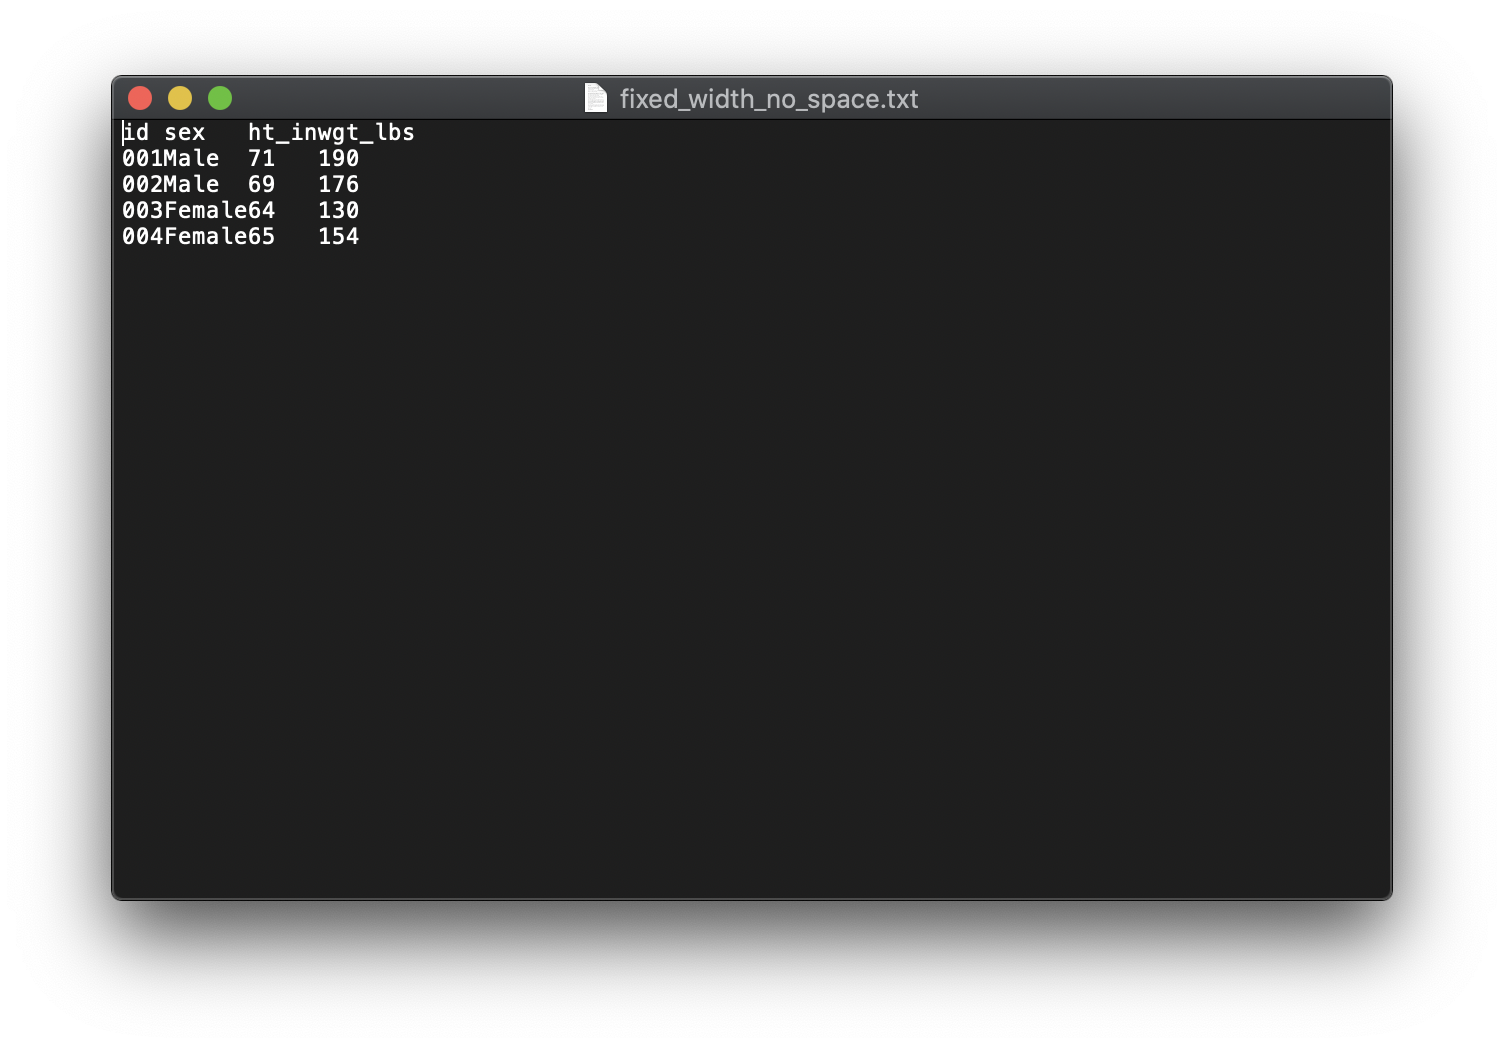 fixed_width_no_space.txt
id sex   ht_inwgt_lbs
001Male  71   190
002Male  69   176
003Female64   130
004Female65   154